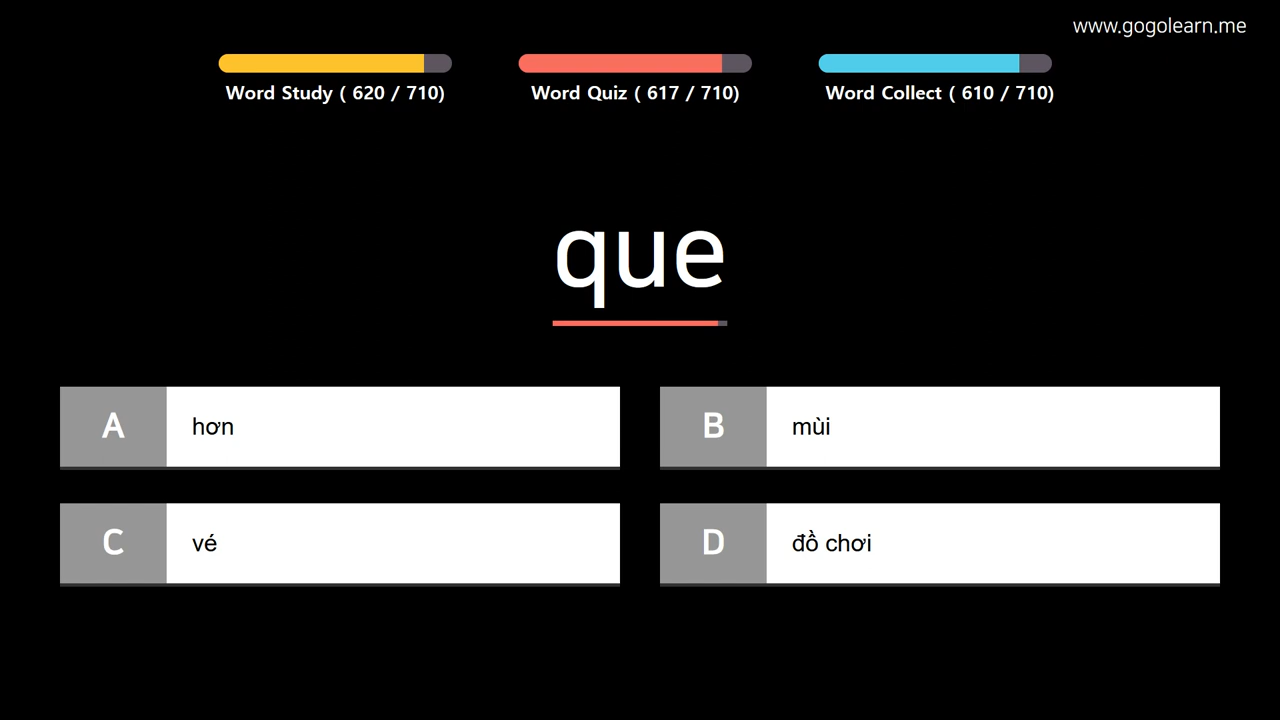 www.gogolearn.me
Word Study ( 620 / 710)
Word Quiz ( 617 / 710)
Word Collect ( 610 / 710)
que
A hơn
B mùi
C vé
D đồ chơi